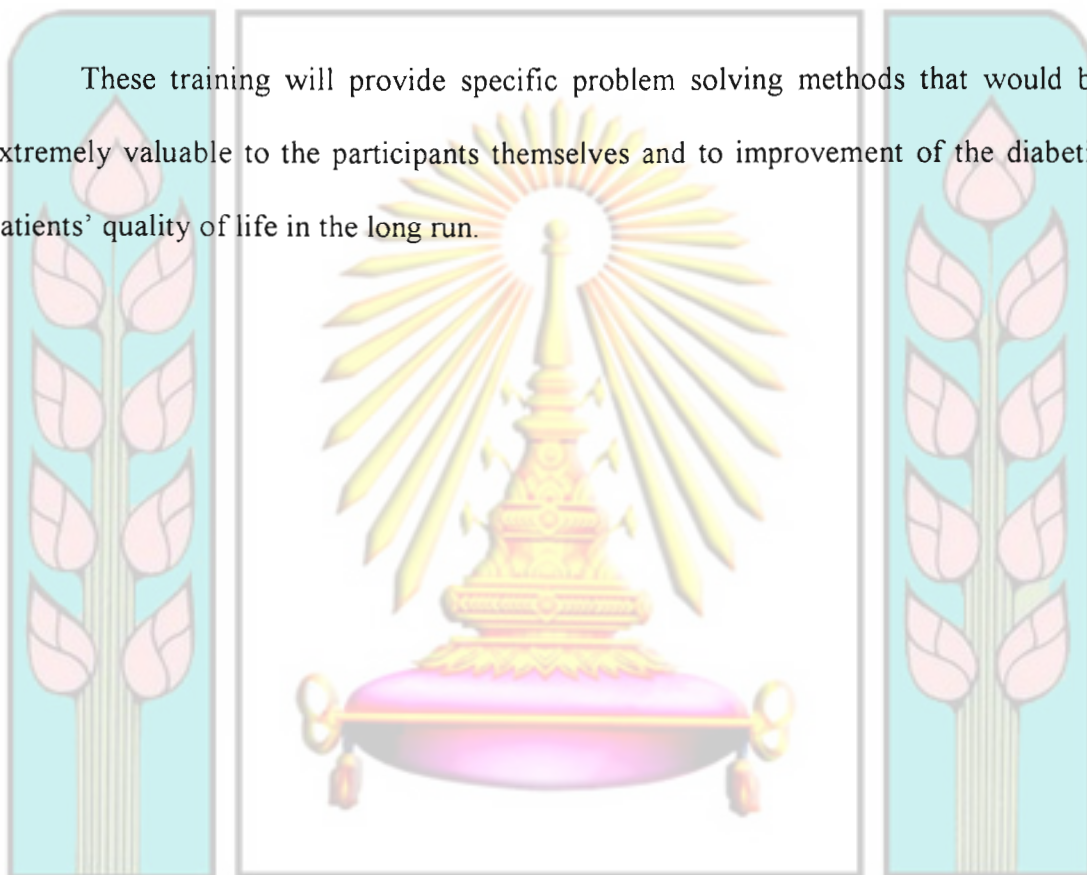 These training will provide specific problem solving methods that would b
xtremely valuable to the participants themselves and to improvement of the diabet
atients' quality of life in the long run.